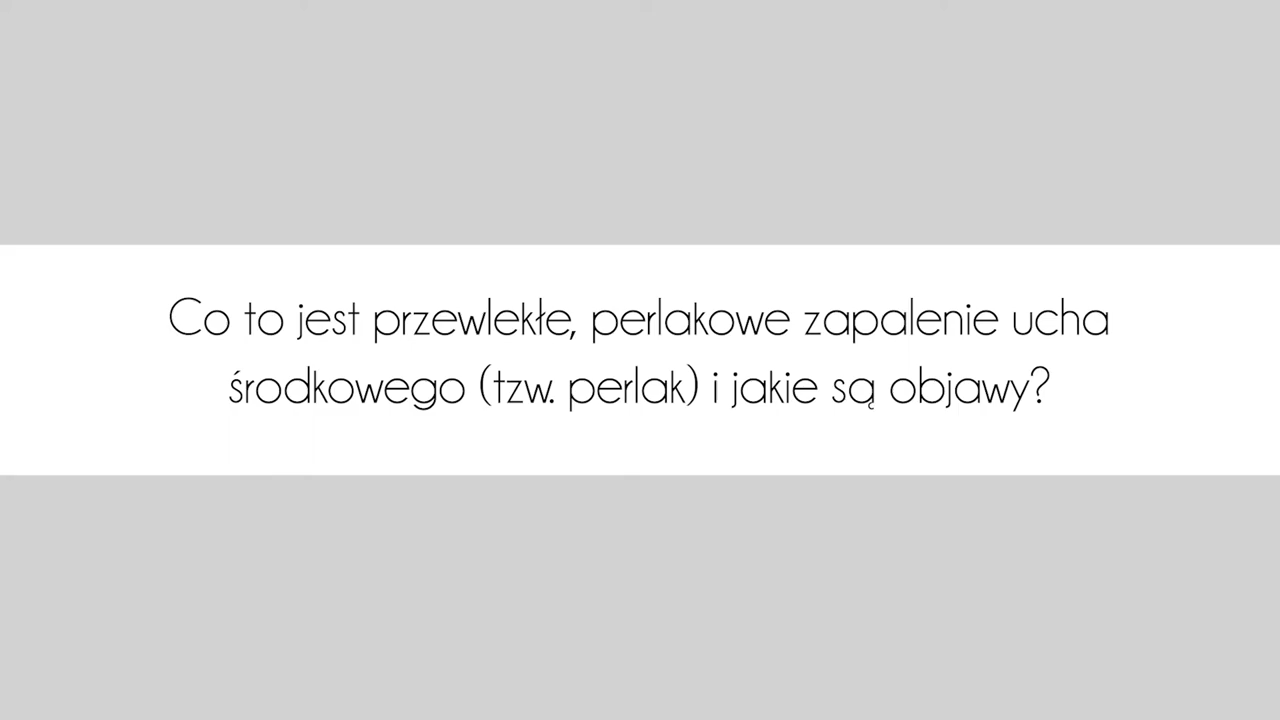 Co to jest przewlekłe, perlakowe zapalenie ucha
środkowego (tzw. perlak) i jakie są objawy?